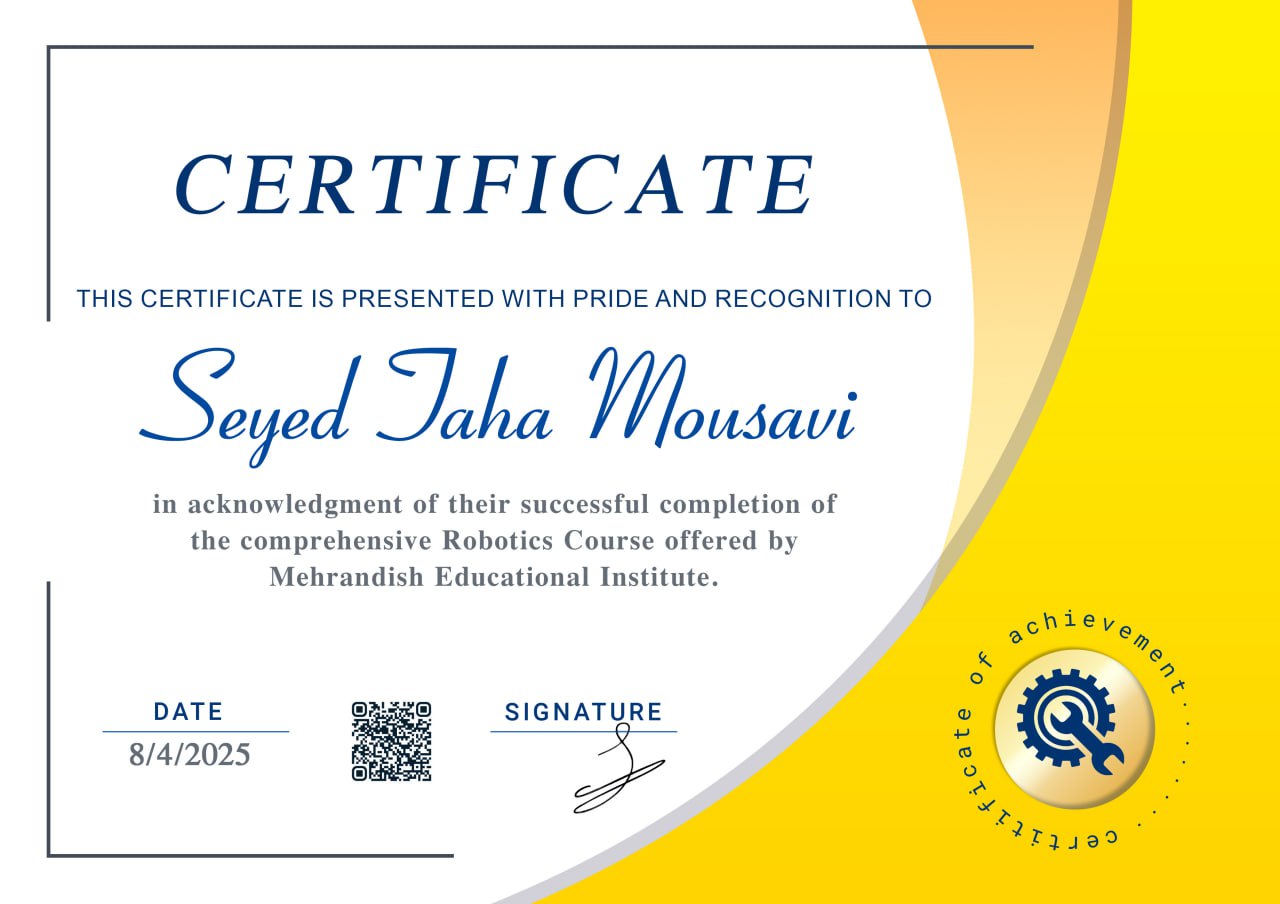 CERTIFICATE
THIS CERTIFICATE IS PRESENTED WITH PRIDE AND RECOGNITION TO
Seyed Taha Mousavi
in acknowledgment of their successful completion of
the comprehensive Robotics Course offered by
Mehrandish Educational Institute.
DATE
8/4/2025
SIGNATURE
certificate of achievement........